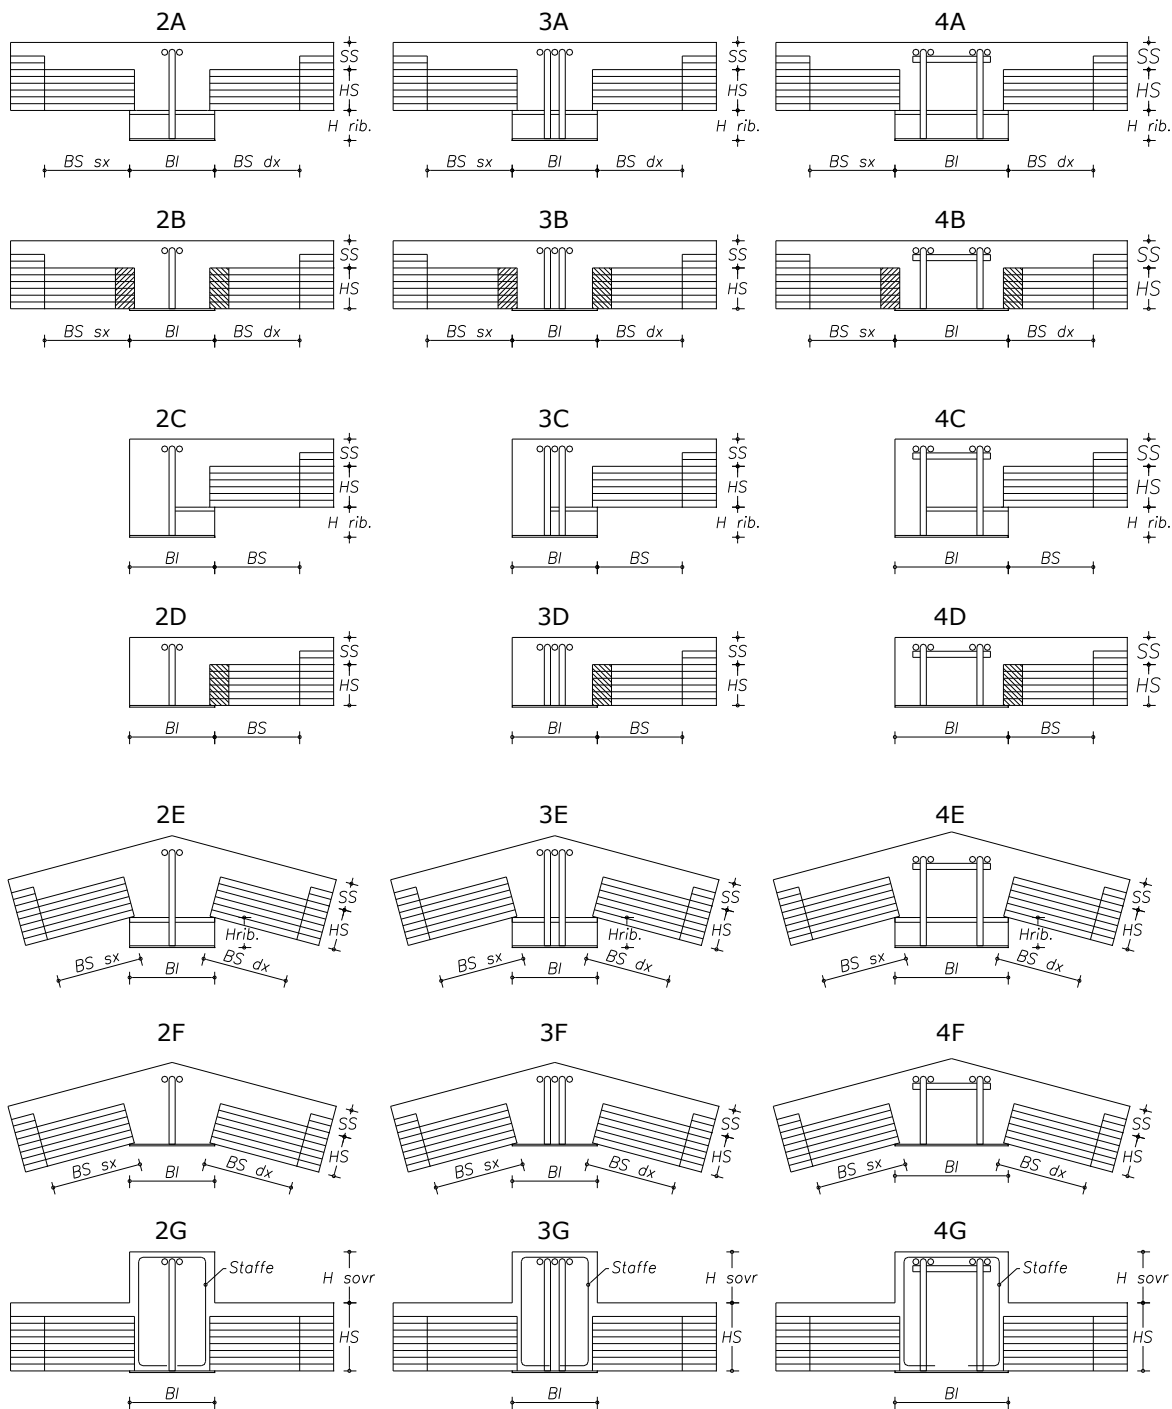 2A 3A 4A
SS SS SS
HS HS HS
H rib. H rib. H rib.
BS sx BI BS dx BS sx BI BS dx BS sx BI BS dx
2B 3B 4B
SS SS SS
HS HS HS
BS sx BI BS dx BS sx BI BS dx BS sx BI BS dx
2C 3C 4C
SS SS SS
HS HS HS
H rib. H rib. H rib.
BI BS BI BS BI BS
2D 3D 4D
SS SS SS
HS HS HS
BI BS BI BS BI BS
2E 3E 4E
SS SS SS
Hrib. HS Hrib. HS Hrib. HS
BS sx BI BS dx BS sx BI BS dx BS sx BI BS dx
2F 3F 4F
SS SS SS
HS HS HS
BS sx BI BS dx BS sx BI BS dx BS sx BI BS dx
2G 3G 4G
Staffe H sovr Staffe H sovr Staffe H sovr
HS HS HS
BI BI BI